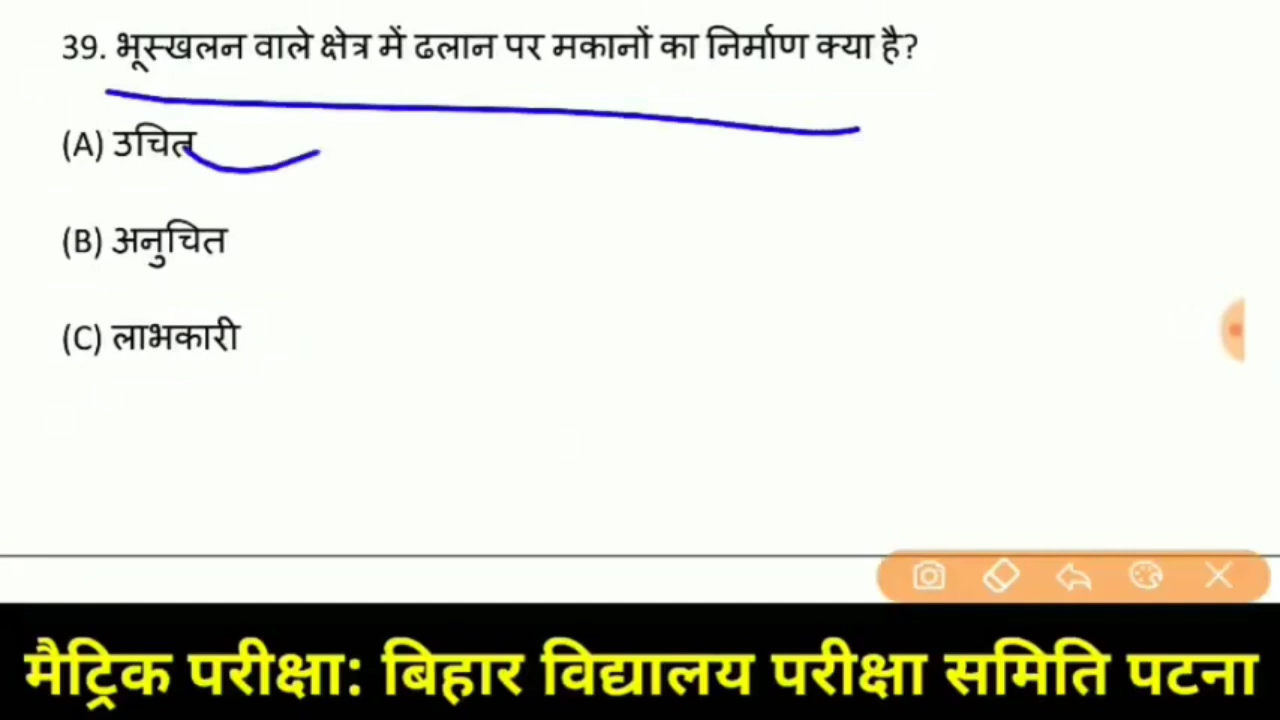 39. भूस्खलन वाले क्षेत्र में ढलान पर मकानों का निर्माण क्या है?
(A) उचित
(B) अनुचित
(C) लाभकारी
मैट्रिक परीक्षा: बिहार विद्यालय परीक्षा समिति पटना